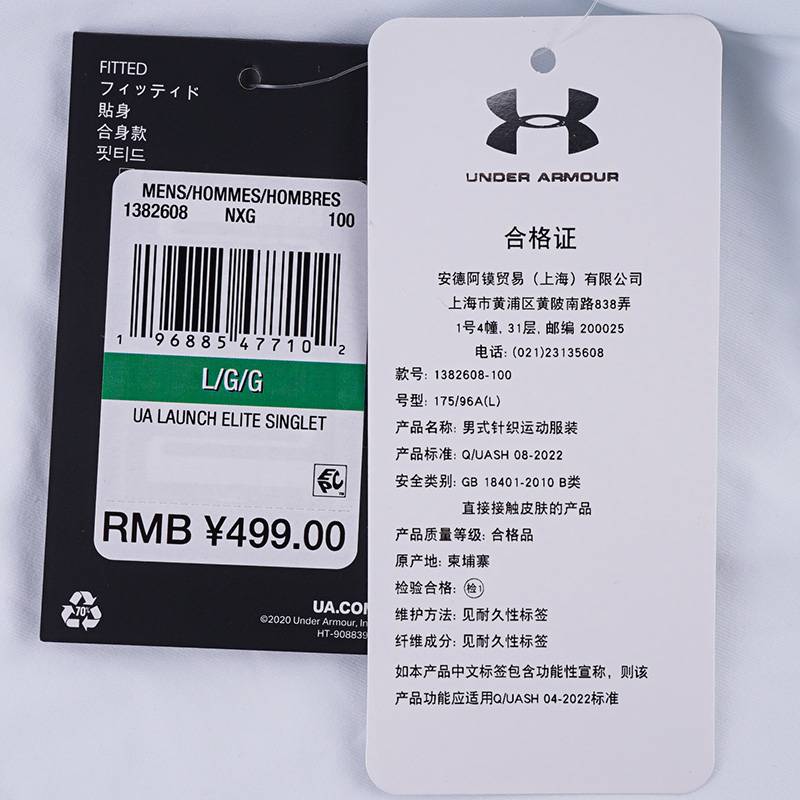 FITTED
フィッティド
貼身
合身款
핏티드
MENS/HOMMES/HOMBRES
1382608 NXG 100
1 96885 47710 2
L/G/G
UA LAUNCH ELITE SINGLET
EPC
RMB ¥499.00
70%
UA.COM
©2020 Under Armour, In
HT-908839
UNDER ARMOUR
合格证
安德阿镆贸易（上海）有限公司
上海市黄浦区黄陂南路838弄
1号4幢, 31层, 邮编 200025
电话: (021)23135608
款号: 1382608-100
号型: 175/96A(L)
产品名称: 男式针织运动服装
产品标准: Q/UASH 08-2022
安全类别: GB 18401-2010 B类
直接接触皮肤的产品
产品质量等级: 合格品
原产地: 柬埔寨
检验合格: 检1
维护方法: 见耐久性标签
纤维成分: 见耐久性标签
如本产品中文标签包含功能性宣称，则该
产品功能应适用Q/UASH 04-2022标准